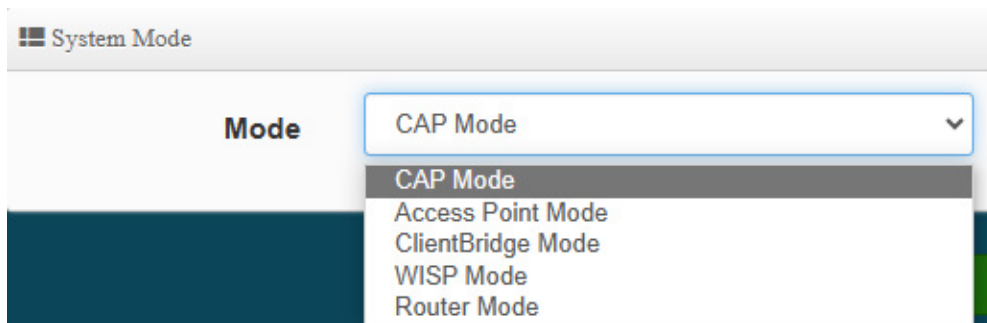 System Mode
Mode CAP Mode
CAP Mode
Access Point Mode
ClientBridge Mode
WISP Mode
Router Mode